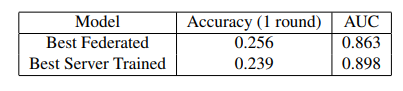 Model Accuracy (1 round) AUC
Best Federated 0.256 0.863
Best Server Trained 0.239 0.898